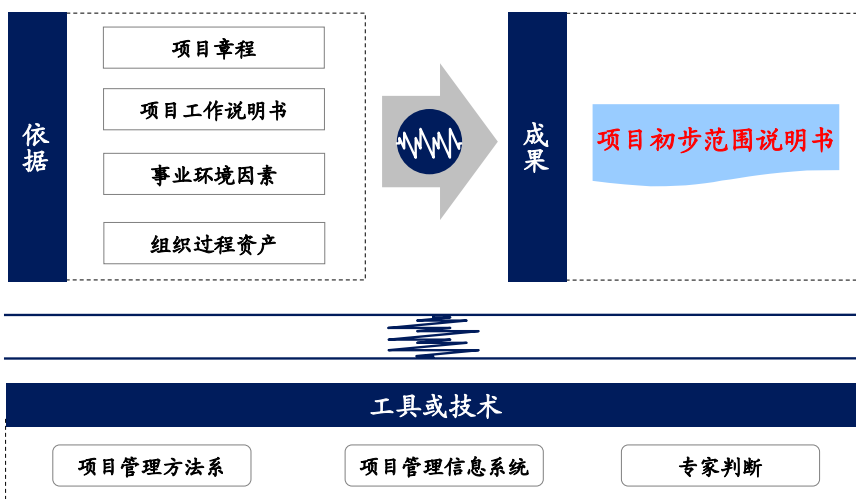 依据
项目章程
项目工作说明书
事业环境因素
组织过程资产
成果
项目初步范围说明书
工具或技术
项目管理方法系
项目管理信息系统
专家判断